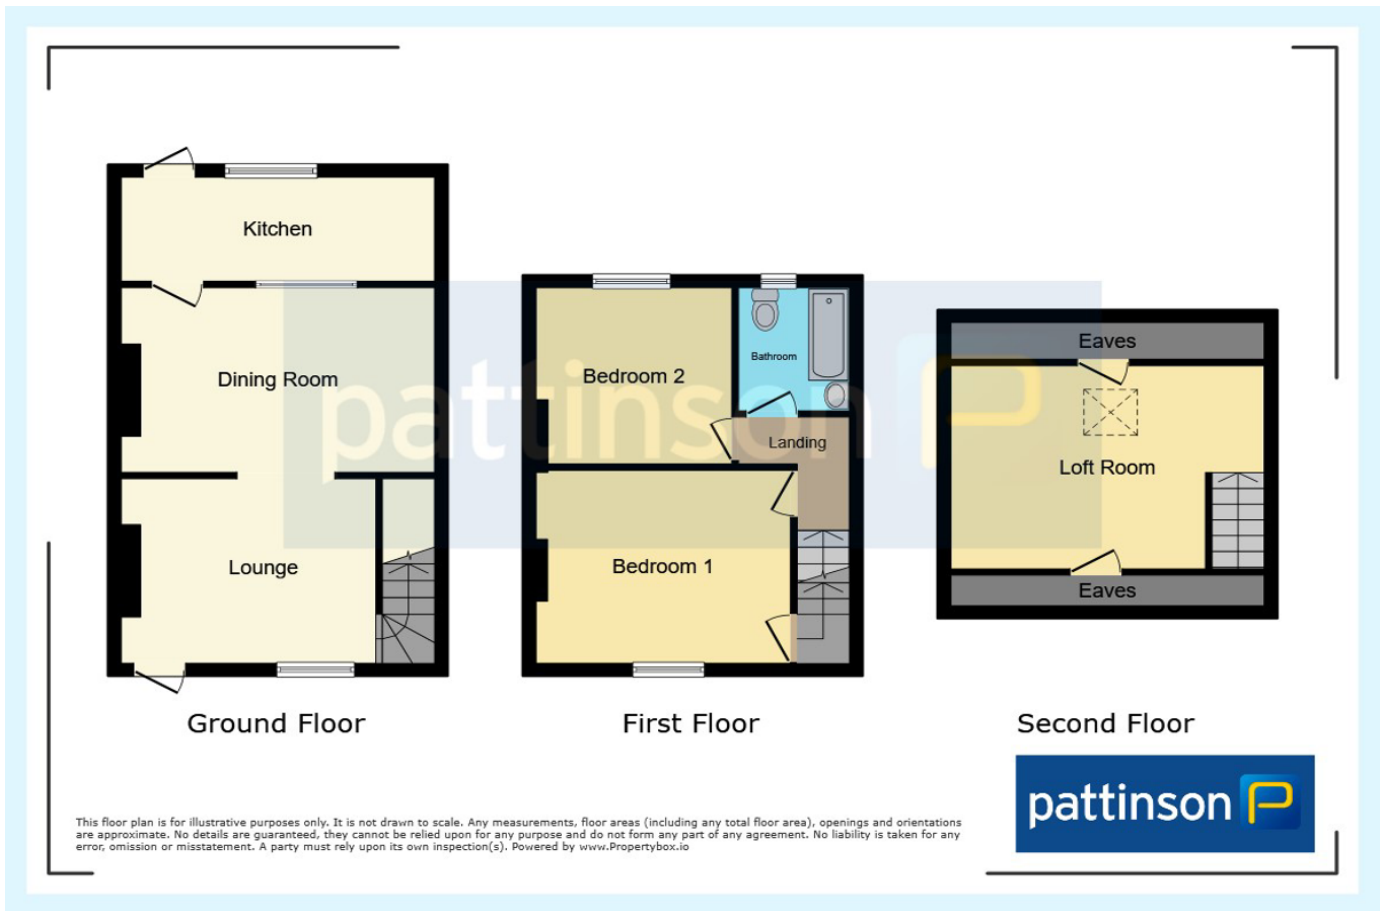 Kitchen
Dining Room
Lounge
Ground Floor
Bedroom 2
Bathroom
Landing
Bedroom 1
First Floor
Eaves
Loft Room
Eaves
Second Floor
pattinson
pattinson
This floor plan is for illustrative purposes only. It is not drawn to scale. Any measurements, floor areas (including any total floor area), openings and orientations
are approximate. No details are guaranteed, they cannot be relied upon for any purpose and do not form any part of any agreement. No liability is taken for any
error, omission or misstatement. A party must rely upon its own inspection(s). Powered by www.Propertybox.io